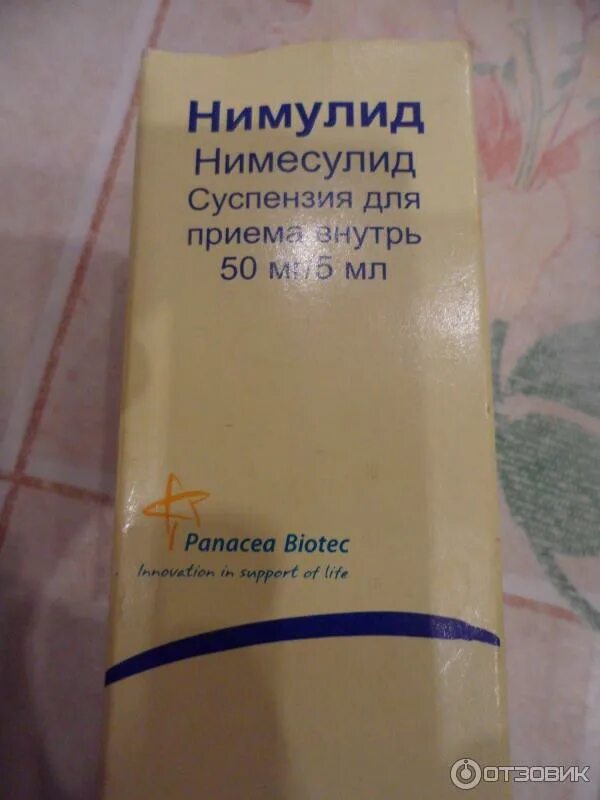 Нимулид
Нимесулид
Суспензия для
приема внутрь
50 мг/5 мл
Panacea Biotec
Innovation in support of life
ОТЗОВИК